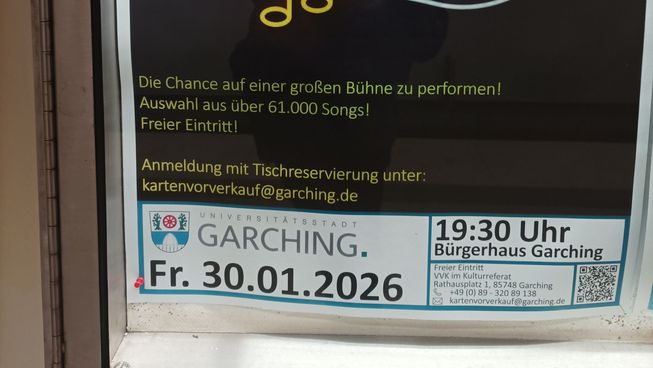 Die Chance auf einer großen Bühne zu performen!
Auswahl aus über 61.000 Songs!
Freier Eintritt!
Anmeldung mit Tischreservierung unter:
kartenvorverkauf@garching.de
UNIVERSITÄTSSTADT
GARCHING.
Fr. 30.01.2026
19:30 Uhr
Bürgerhaus Garching
Freier Eintritt
VVK im Kulturreferat
Rathausplatz 1, 85748 Garching
+49 (0) 89 - 320 89 138
kartenvorverkauf@garching.de